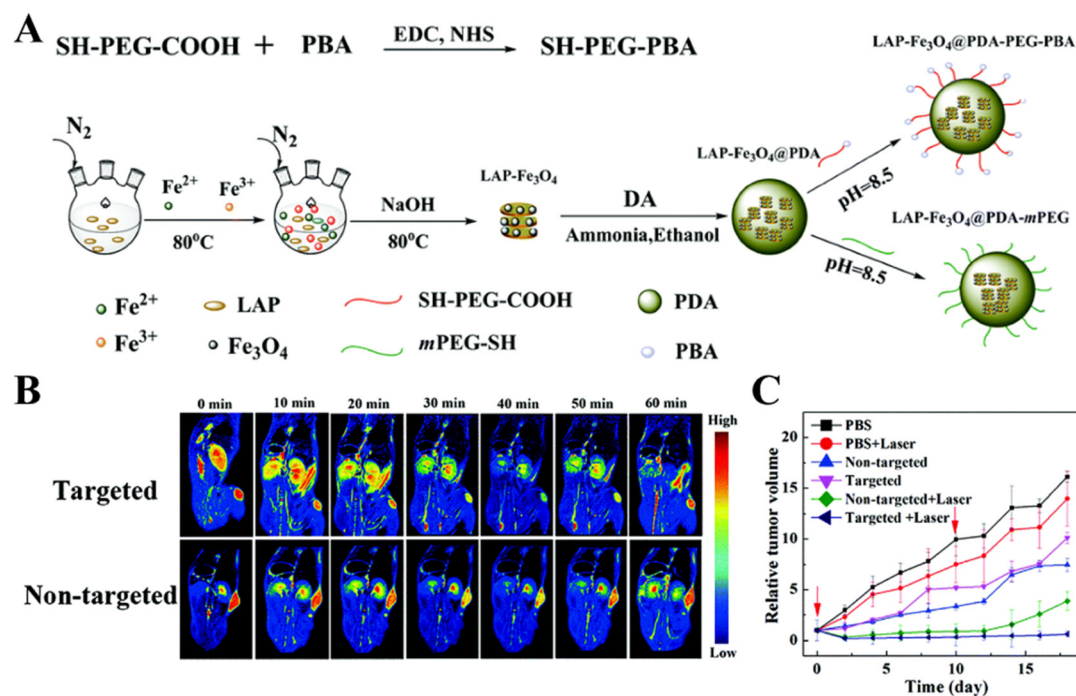 A
SH-PEG-COOH + PBA EDC, NHS SH-PEG-PBA
LAP-Fe3O4@PDA-PEG-PBA
N2
N2
Fe2+ Fe3+
80°C
NaOH
80°C
LAP-Fe3O4
DA
Ammonia,Ethanol
LAP-Fe3O4@PDA
pH=8.5
pH=8.5
LAP-Fe3O4@PDA-mPEG
Fe2+ LAP SH-PEG-COOH PDA
Fe3+ Fe3O4 mPEG-SH PBA
B
0 min 10 min 20 min 30 min 40 min 50 min 60 min
Targeted
Non-targeted
High
Low
C
Relative tumor volume
20
15
10
5
0
PBS
PBS+Laser
Non-targeted
Targeted
Non-targeted+Laser
Targeted +Laser
0 5 10 15
Time (day)